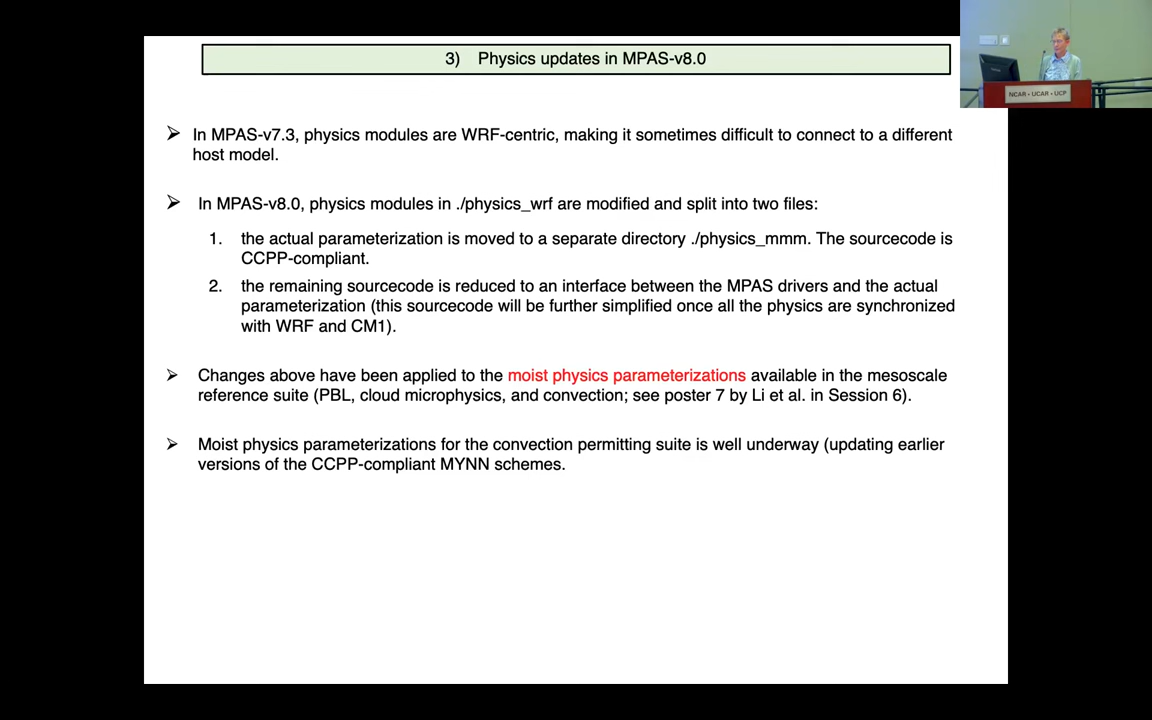 3) Physics updates in MPAS-v8.0
NCAR • UCAR • UCP
➢ In MPAS-v7.3, physics modules are WRF-centric, making it sometimes difficult to connect to a different
host model.
➢ In MPAS-v8.0, physics modules in ./physics_wrf are modified and split into two files:
1. the actual parameterization is moved to a separate directory ./physics_mmm. The sourcecode is
CCPP-compliant.
2. the remaining sourcecode is reduced to an interface between the MPAS drivers and the actual
parameterization (this sourcecode will be further simplified once all the physics are synchronized
with WRF and CM1).
➢ Changes above have been applied to the moist physics parameterizations available in the mesoscale
reference suite (PBL, cloud microphysics, and convection; see poster 7 by Li et al. in Session 6).
➢ Moist physics parameterizations for the convection permitting suite is well underway (updating earlier
versions of the CCPP-compliant MYNN schemes.